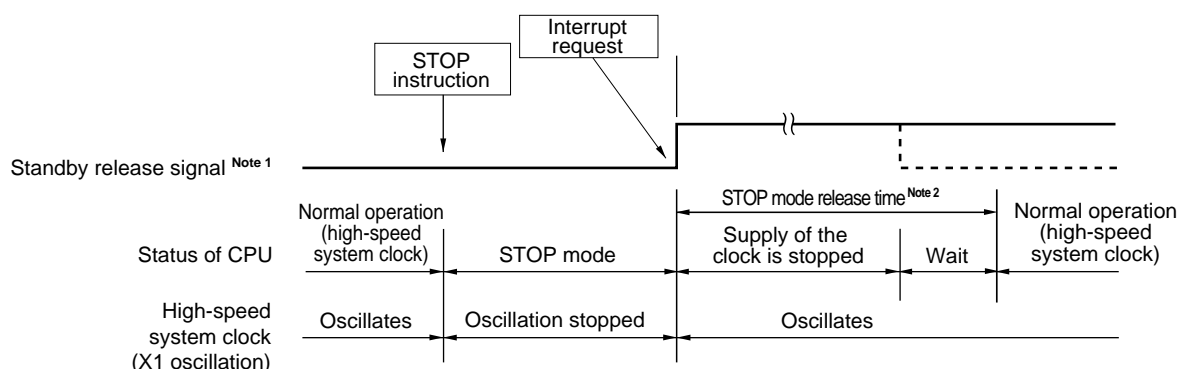 Interrupt
request
STOP
instruction
Standby release signal Note 1
STOP mode release time Note 2
Normal operation
(high-speed
system clock)
Supply of the
clock is stopped
Normal operation
(high-speed
system clock)
Status of CPU
STOP mode
Wait
High-speed
system clock
(X1 oscillation)
Oscillates
Oscillation stopped
Oscillates